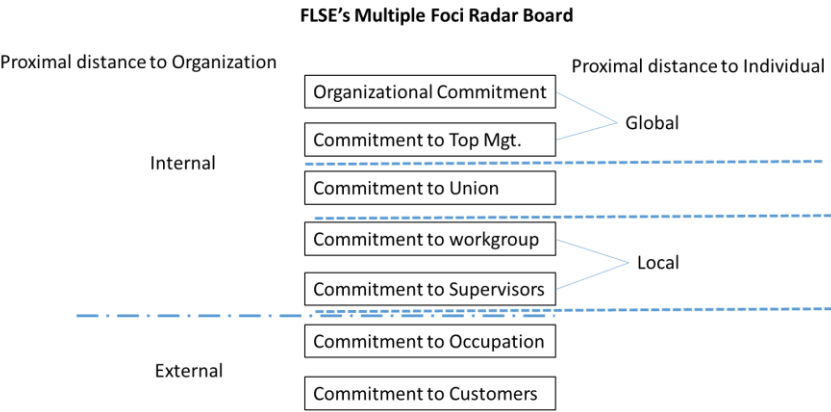 FLSE's Multiple Foci Radar Board
Proximal distance to Organization
Proximal distance to Individual
Organizational Commitment
Global
Commitment to Top Mgt.
Internal
Commitment to Union
Commitment to workgroup
Local
Commitment to Supervisors
Commitment to Occupation
External
Commitment to Customers